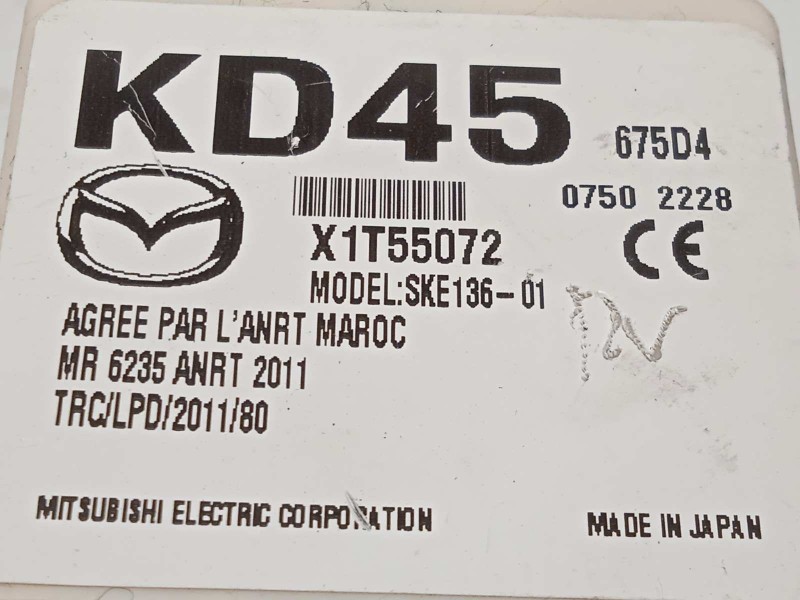 KD45
675D4
0750 2228
X1T55072
CE
MODEL:SKE136-01
AGREE PAR L'ANRT MAROC
MR 6235 ANRT 2011
TRC/LPD/2011/80
MITSUBISHI ELECTRIC CORPORATION
MADE IN JAPAN